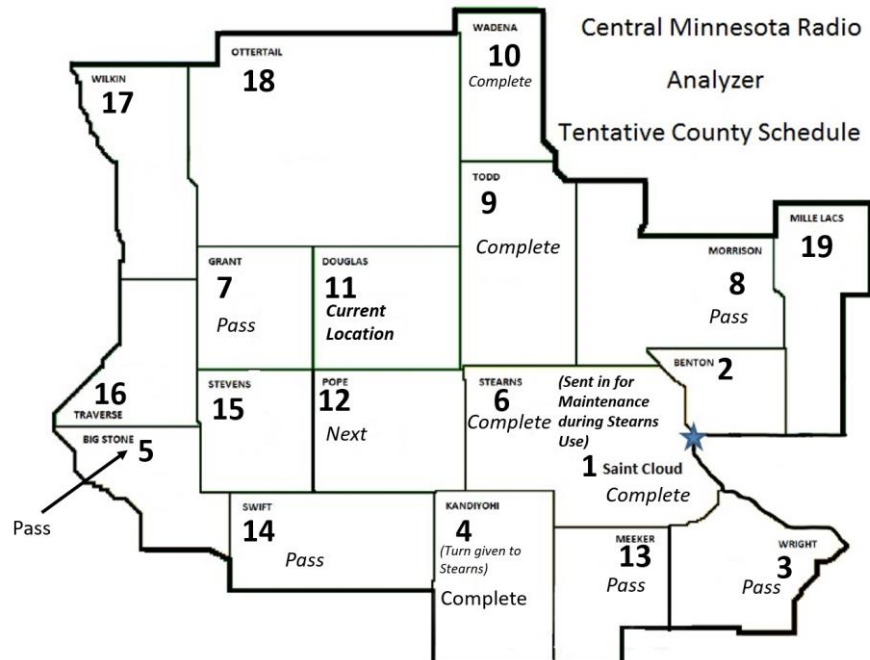 Central Minnesota Radio
Analyzer
Tentative County Schedule
WADENA
10
Complete
OTTERTAIL
18
WILKIN
17
TODD
9
Complete
MILLE LACS
19
MORRISON
8
Pass
GRANT
7
Pass
DOUGLAS
11
Current
Location
BENTON 2
16
TRAVERSE
STEVENS
15
POPE
12
Next
STEARNS
6
Complete
(Sent in for
Maintenance
during Stearns
Use)
1 Saint Cloud
Complete
BIG STONE 5
Pass
SWIFT
14
Pass
KANDIYOHI
4
(Turn given to
Stearns)
Complete
MEEKER
13
Pass
WRIGHT
3
Pass